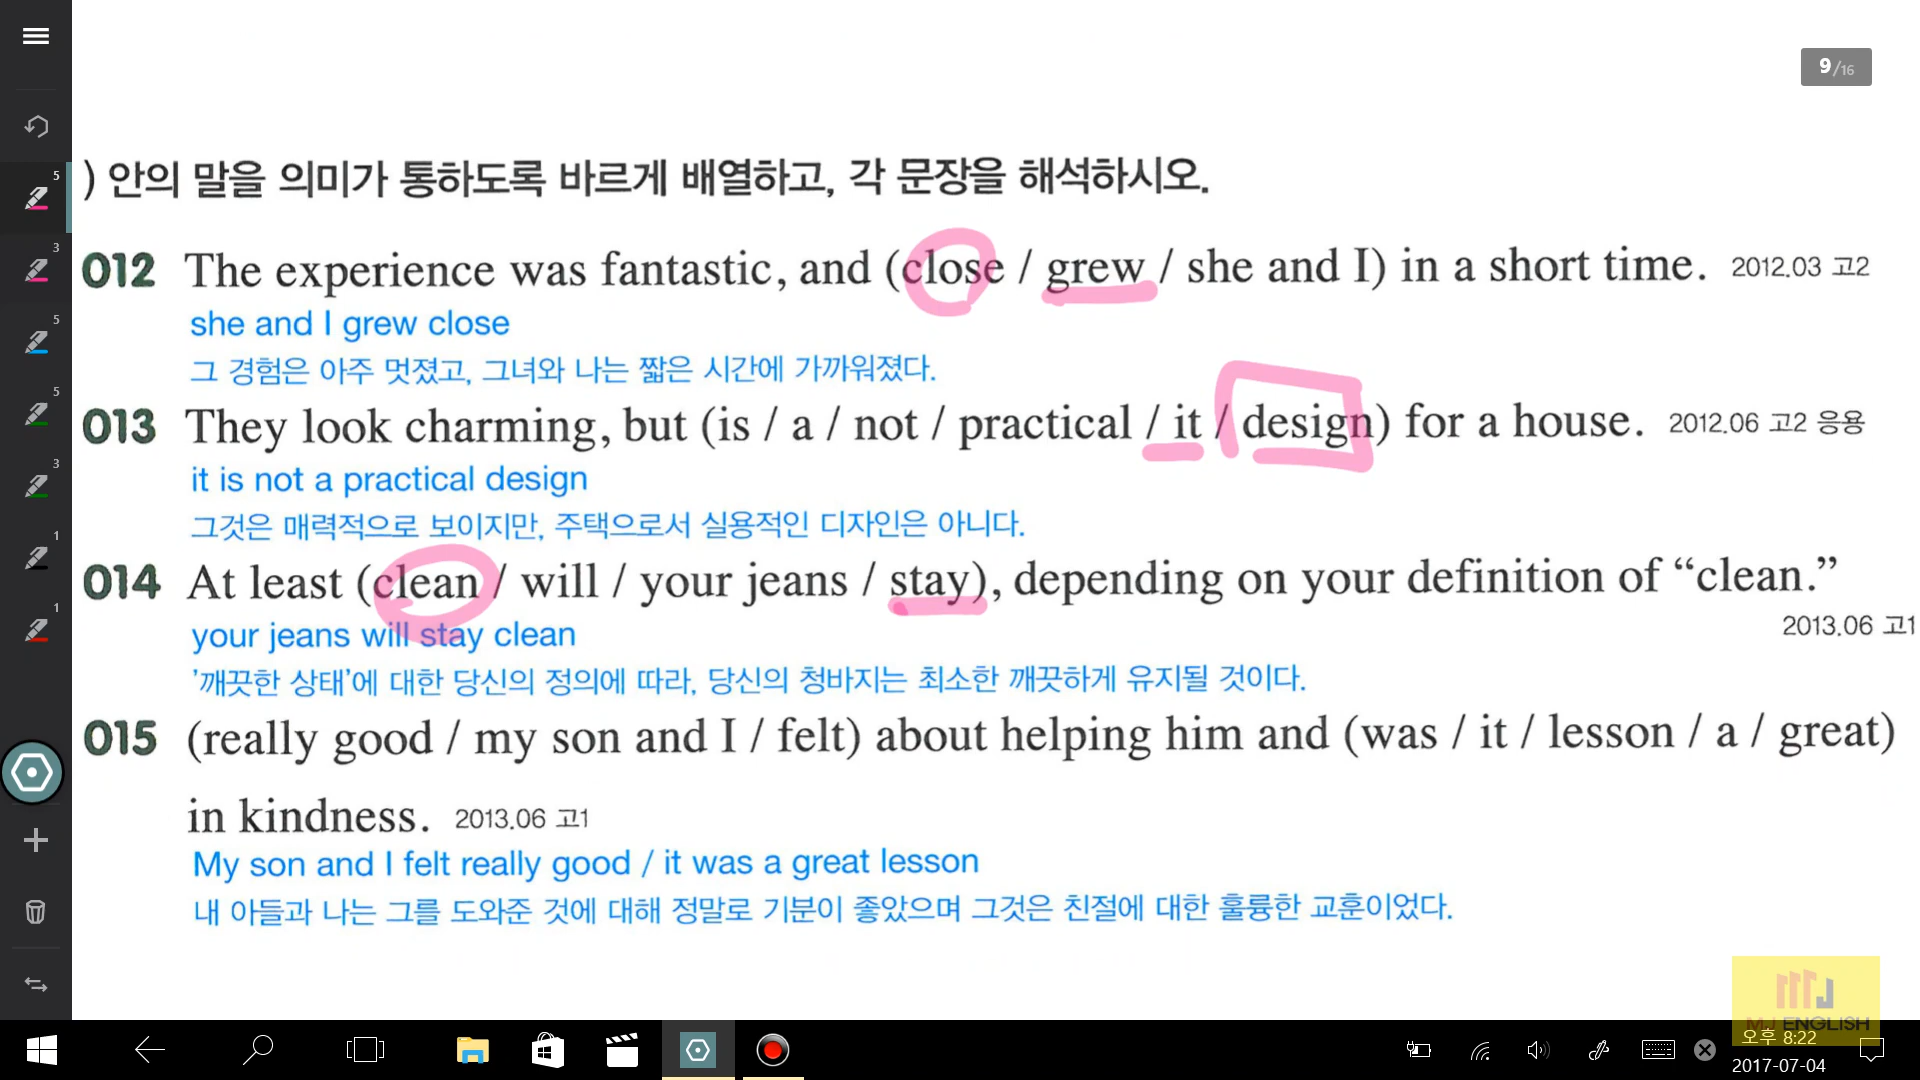 9/16
5
) 안의 말을 의미가 통하도록 바르게 배열하고, 각 문장을 해석하시오.
3
012 The experience was fantastic, and (close / grew / she and I) in a short time. 2012.03 고2
5
she and I grew close
그 경험은 아주 멋졌고, 그녀와 나는 짧은 시간에 가까워졌다.
5
013 They look charming, but (is / a / not / practical / it / design) for a house. 2012.06 고2 응용
3
it is not a practical design
그것은 매력적으로 보이지만, 주택으로서 실용적인 디자인은 아니다.
1
014 At least (clean / will / your jeans / stay), depending on your definition of “clean.”
2013.06 고1
1
your jeans will stay clean
'깨끗한 상태'에 대한 당신의 정의에 따라, 당신의 청바지는 최소한 깨끗하게 유지될 것이다.
015 (really good / my son and I / felt) about helping him and (was / it / lesson / a / great)
in kindness. 2013.06 고1
My son and I felt really good / it was a great lesson
내 아들과 나는 그를 도와준 것에 대해 정말로 기분이 좋았으며 그것은 친절에 대한 훌륭한 교훈이었다.
MJ ENGLISH
오후 8:22
2017-07-04